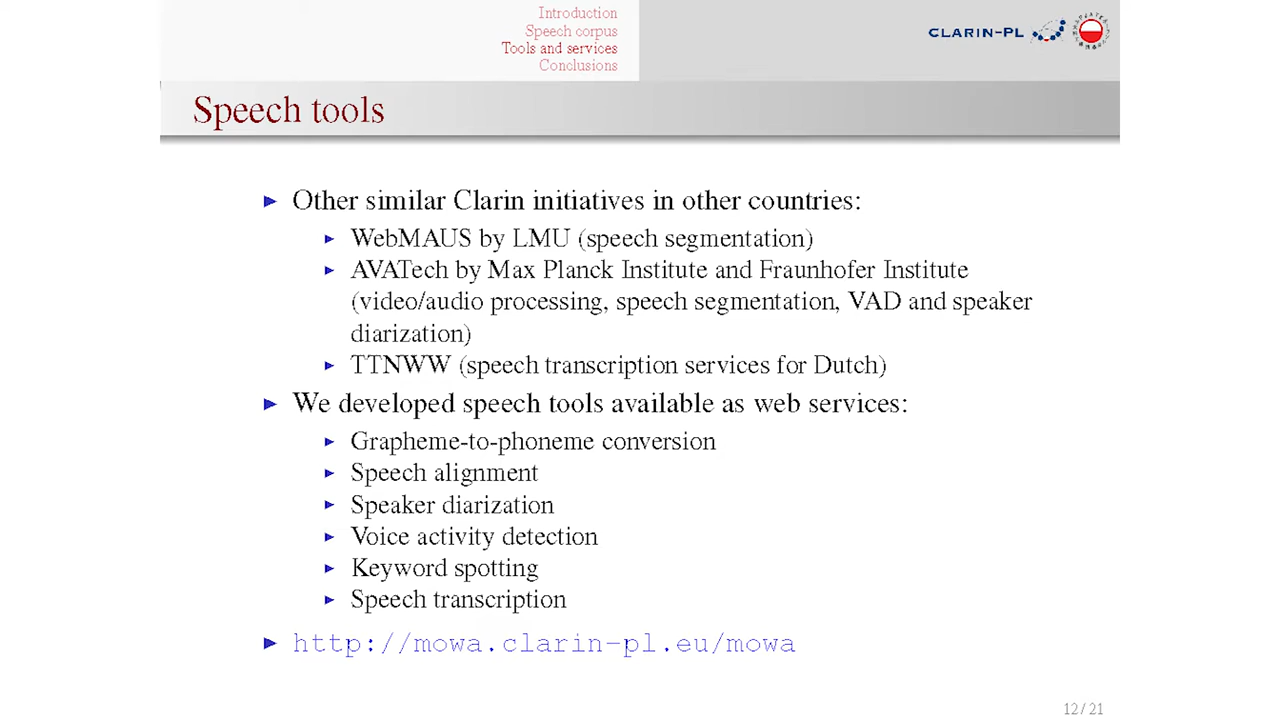 Introduction
Speech corpus
Tools and services
Conclusions
CLARIN-PL
Speech tools
Other similar Clarin initiatives in other countries:
WebMAUS by LMU (speech segmentation)
AVATech by Max Planck Institute and Fraunhofer Institute
(video/audio processing, speech segmentation, VAD and speaker
diarization)
TTNWW (speech transcription services for Dutch)
We developed speech tools available as web services:
Grapheme-to-phoneme conversion
Speech alignment
Speaker diarization
Voice activity detection
Keyword spotting
Speech transcription
http://mowa.clarin-pl.eu/mowa
12 / 21